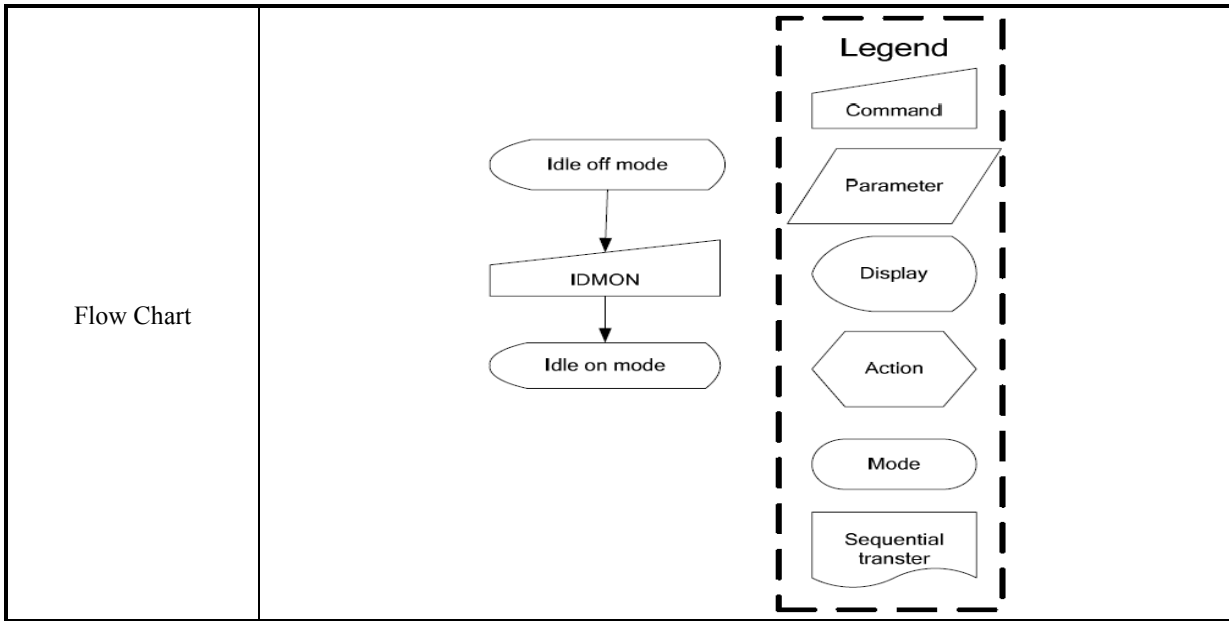 Flow Chart
Idle off mode
IDMON
Idle on mode
Legend
Command
Parameter
Display
Action
Mode
Sequential
transter